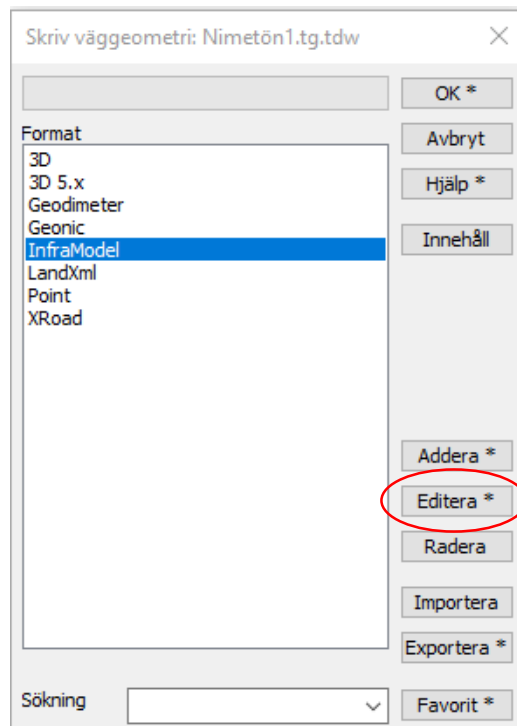 Skriv väggeometri: Nimetön1.tg.tdw
OK *
Format
Avbryt
3D
3D 5.x
Hjälp *
Geodimeter
Geonic
Innehåll
InfraModel
LandXml
Point
XRoad
Addera *
Editera *
Radera
Importera
Exportera *
Sökning
Favorit *